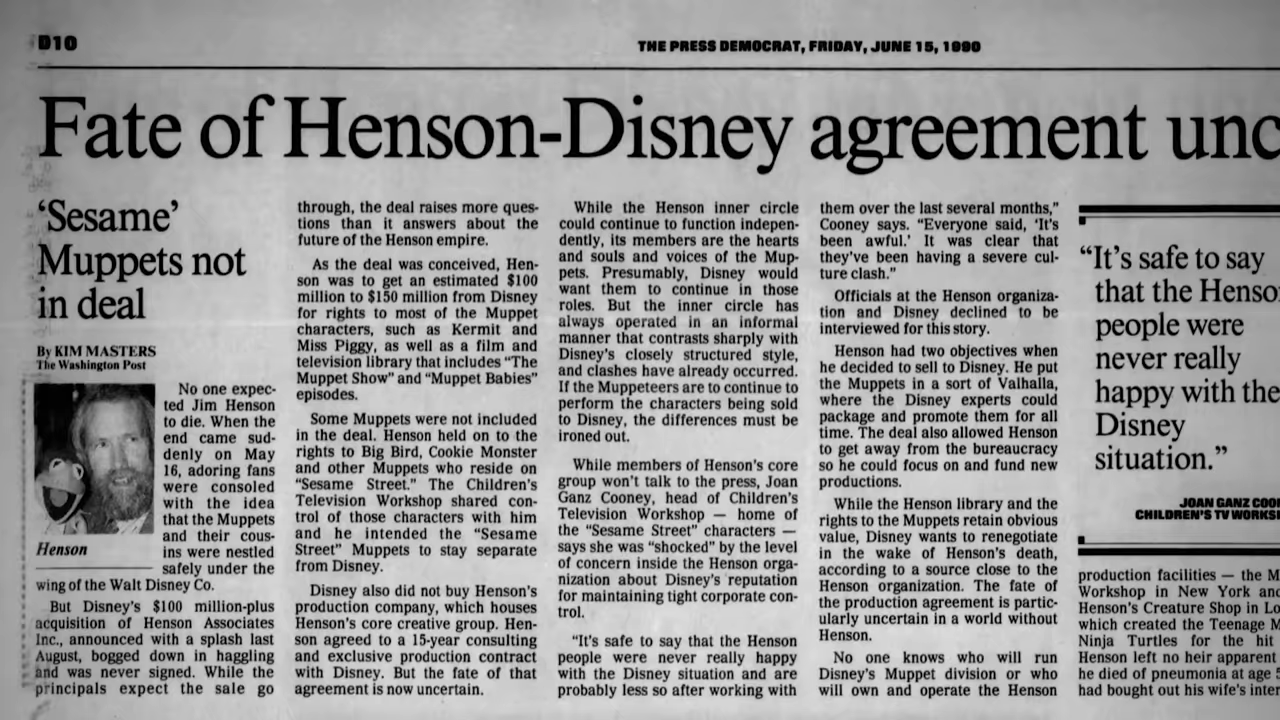 D10
THE PRESS DEMOCRAT, FRIDAY, JUNE 15, 1990
Fate of Henson-Disney agreement unc
‘Sesame’
Muppets not
in deal
By KIM MASTERS
The Washington Post
Henson
No one expec-
ted Jim Henson
to die. When the
end came sud-
denly on May
16, adoring fans
were consoled
with the idea
that the Muppets
and their cous-
ins were nestled
safely under the
wing of the Walt Disney Co.
But Disney's $100 million-plus
acquisition of Henson Associates
Inc., announced with a splash last
August, bogged down in haggling
and was never signed. While the
principals expect the sale go
through, the deal raises more ques-
tions than it answers about the
future of the Henson empire.
As the deal was conceived, Hen-
son was to get an estimated $100
million to $150 million from Disney
for rights to most of the Muppet
characters, such as Kermit and
Miss Piggy, as well as a film and
television library that includes “The
Muppet Show” and “Muppet Babies”
episodes.
Some Muppets were not included
in the deal. Henson held on to the
rights to Big Bird, Cookie Monster
and other Muppets who reside on
“Sesame Street.” The Children's
Television Workshop shared con-
trol of those characters with him
and he intended the “Sesame
Street” Muppets to stay separate
from Disney.
Disney also did not buy Henson's
production company, which houses
Henson's core creative group. Hen-
son agreed to a 15-year consulting
and exclusive production contract
with Disney. But the fate of that
agreement is now uncertain.
While the Henson inner circle
could continue to function indepen-
dently, its members are the hearts
and souls and voices of the Mup-
pets. Presumably, Disney would
want them to continue in those
roles. But the inner circle has
always operated in an informal
manner that contrasts sharply with
Disney's closely structured style,
and clashes have already occurred.
If the Muppeteers are to continue to
perform the characters being sold
to Disney, the differences must be
ironed out.
While members of Henson's core
group won't talk to the press, Joan
Ganz Cooney, head of Children's
Television Workshop — home of
the “Sesame Street” characters —
says she was “shocked” by the level
of concern inside the Henson orga-
nization about Disney's reputation
for maintaining tight corporate con-
trol.
“It's safe to say that the Henson
people were never really happy
with the Disney situation and are
probably less so after working with
them over the last several months,”
Cooney says. “Everyone said, ‘It's
been awful.’ It was clear that
they've been having a severe cul-
ture clash.”
Officials at the Henson organiza-
tion and Disney declined to be
interviewed for this story.
Henson had two objectives when
he decided to sell to Disney. He put
the Muppets in a sort of Valhalla,
where the Disney experts could
package and promote them for all
time. The deal also allowed Henson
to get away from the bureaucracy
so he could focus on and fund new
productions.
While the Henson library and the
rights to the Muppets retain obvious
value, Disney wants to renegotiate
in the wake of Henson's death,
according to a source close to the
Henson organization. The fate of
the production agreement is partic-
ularly uncertain in a world without
Henson.
No one knows who will run
Disney's Muppet division or who
will own and operate the Henson
“It's safe to say
that the Henso
people were
never really
happy with the
Disney
situation.”
JOAN GANZ COO
CHILDREN'S TV WORKS
production facilities — the M
Workshop in New York and
Henson's Creature Shop in Lo
which created the Teenage M
Ninja Turtles for the hit
Henson left no heir apparent
he died of pneumonia at age 5
had bought out his wife's inter